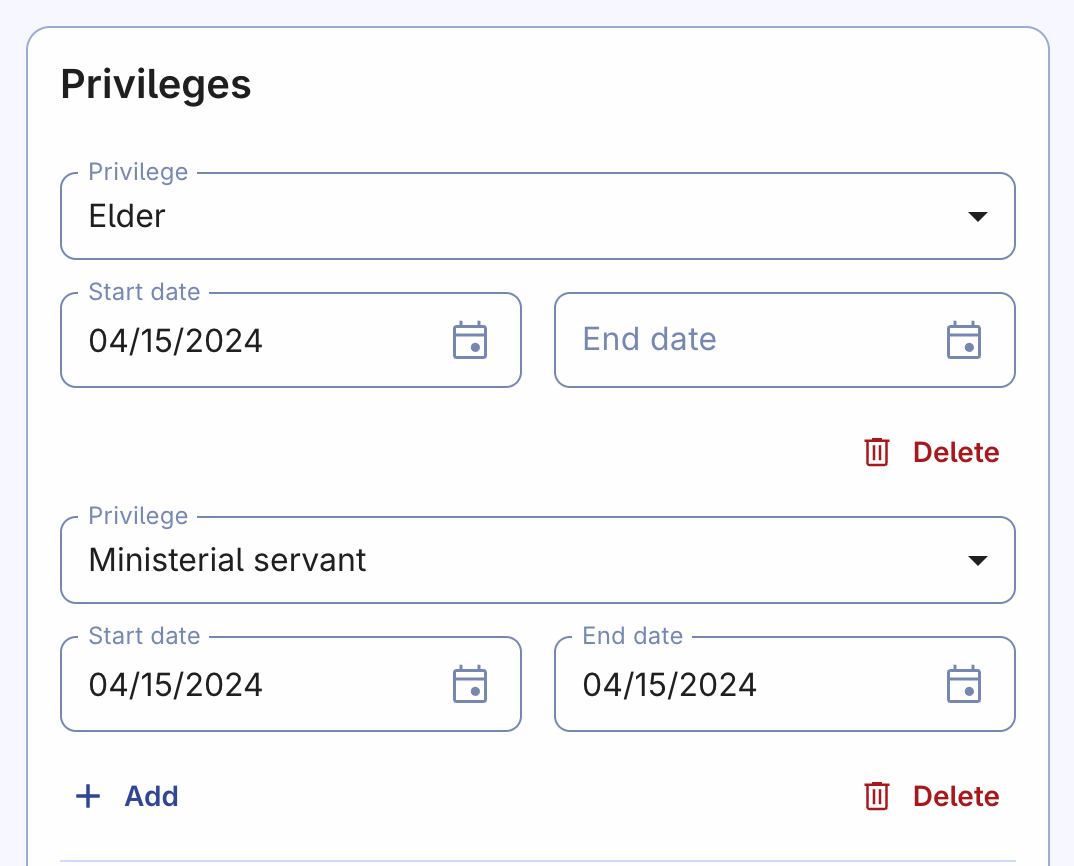 Privileges
Privilege
Elder
Start date
04/15/2024
End date
Delete
Privilege
Ministerial servant
Start date
04/15/2024
End date
04/15/2024
Add
Delete